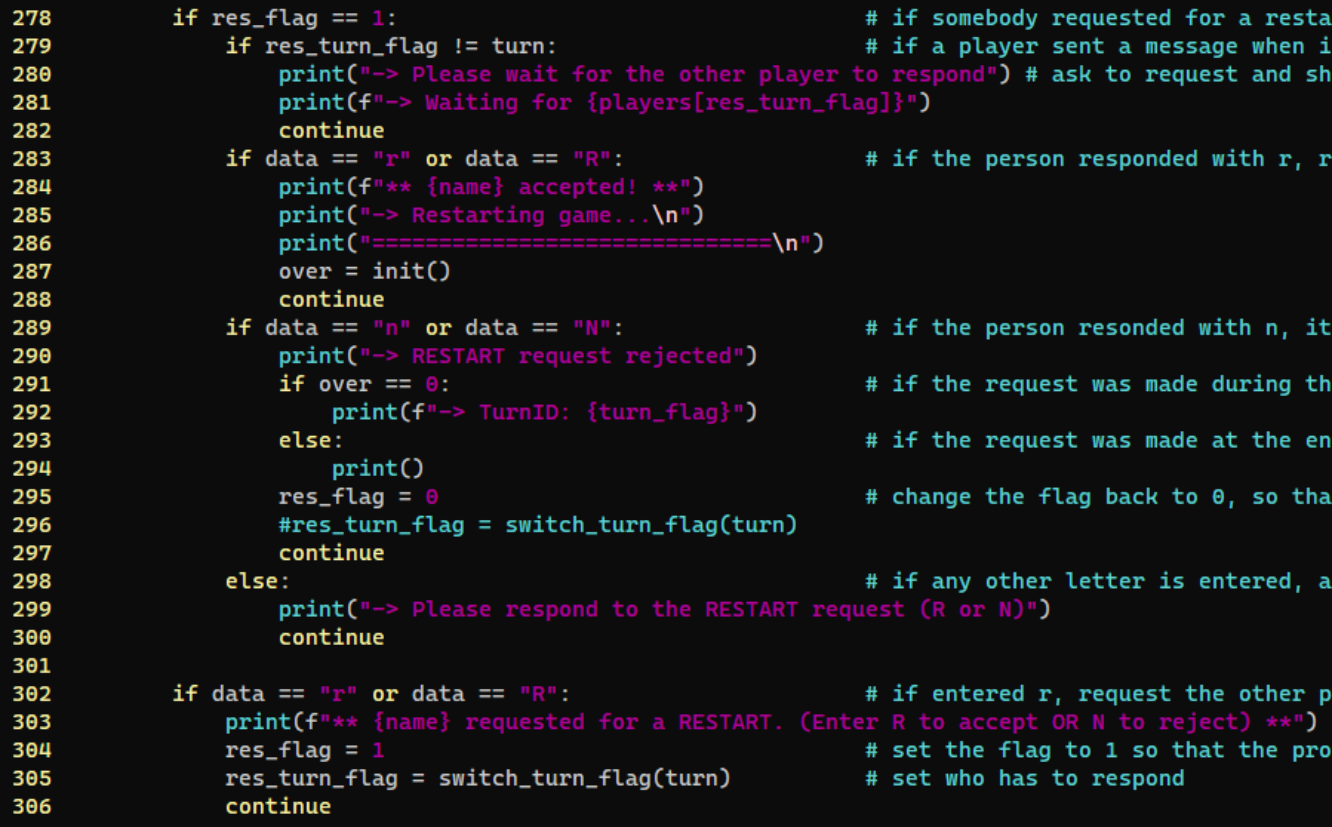 278         if res_flag == 1:                                   # if somebody requested for a resta
279             if res_turn_flag != turn:                       # if a player sent a message when i
280                 print("-> Please wait for the other player to respond") # ask to request and sh
281                 print(f"-> Waiting for {players[res_turn_flag]}")
282                 continue
283             if data == "r" or data == "R":                  # if the person responded with r, r
284                 print(f"** {name} accepted! **")
285                 print("-> Restarting game...\n")
286                 print("==============================\n")
287                 over = init()
288                 continue
289             if data == "n" or data == "N":                  # if the person resonded with n, it
290                 print("-> RESTART request rejected")
291                 if over == 0:                               # if the request was made during th
292                     print(f"-> TurnID: {turn_flag}")
293                 else:                                       # if the request was made at the en
294                     print()
295                 res_flag = 0                                # change the flag back to 0, so tha
296                 #res_turn_flag = switch_turn_flag(turn)
297                 continue
298             else:                                           # if any other letter is entered, a
299                 print("-> Please respond to the RESTART request (R or N)")
300                 continue
301
302         if data == "r" or data == "R":                      # if entered r, request the other p
303             print(f"** {name} requested for a RESTART. (Enter R to accept OR N to reject) **")
304             res_flag = 1                                    # set the flag to 1 so that the pro
305             res_turn_flag = switch_turn_flag(turn)          # set who has to respond
306             continue